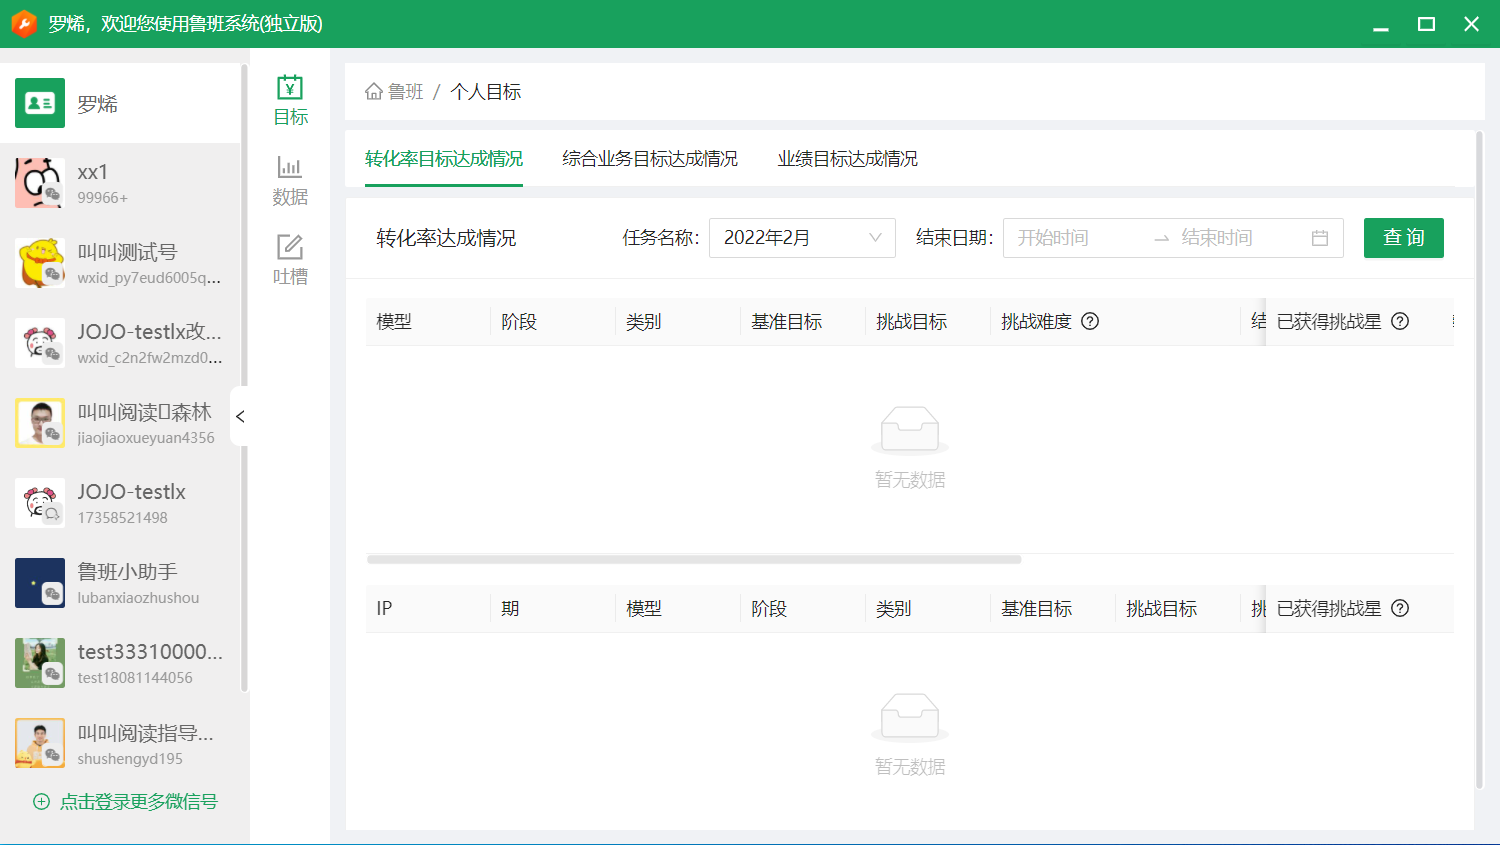 罗烯，欢迎您使用鲁班系统(独立版)
罗烯
xx1
99966+
叫叫测试号
wxid_py7eud6005q...
JOJO-testlx改...
wxid_c2n2fw2mzd0...
叫叫阅读▯森林
jiaojiaoxueyuan4356
JOJO-testlx
17358521498
鲁班小助手
lubanxiaozhushou
test33310000...
test18081144056
叫叫阅读指导...
shushengyd195
点击登录更多微信号
目标
数据
吐槽
鲁班 / 个人目标
转化率目标达成情况 综合业务目标达成情况 业绩目标达成情况
转化率达成情况 任务名称: 2022年2月 结束日期: 开始时间 结束时间 查 询
模型 阶段 类别 基准目标 挑战目标 挑战难度 结 已获得挑战星
暂无数据
IP 期 模型 阶段 类别 基准目标 挑战目标 挑 已获得挑战星
暂无数据